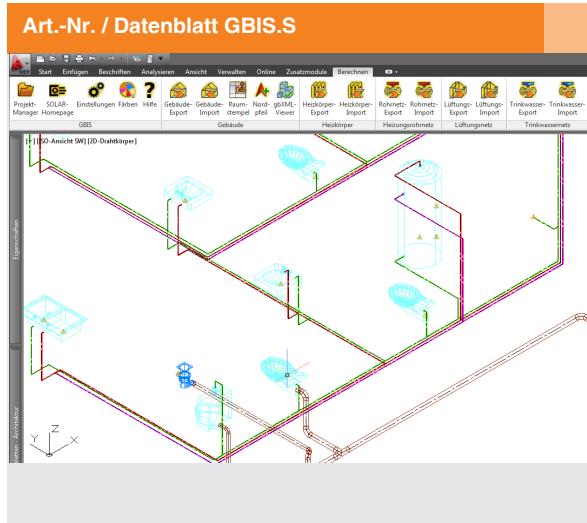 Art.-Nr. / Datenblatt GBIS.S
MEP
Start Einfügen Beschriften Analysieren Ansicht Verwalten Online Zusatzmodule Berechnen
Projekt-Manager SOLAR-Homepage Einstellungen Färben Hilfe Gebäude-Export Gebäude-Import Raum-stempel Nord-pfeil gbXML-Viewer Heizkörper-Export Heizkörper-Import Rohrnetz-Export Rohrnetz-Import Lüftungs-Export Lüftungs-Import Trinkwasser-Export Trinkwasser-Import
GBIS Gebäude Heizkörper Heizungsrohrnetz Lüftungsnetz Trinkwassernetz
[+] [ISO-Ansicht SW] [2D-Drahtkörper]
Eigenschaften
Architektur
Z
Y X